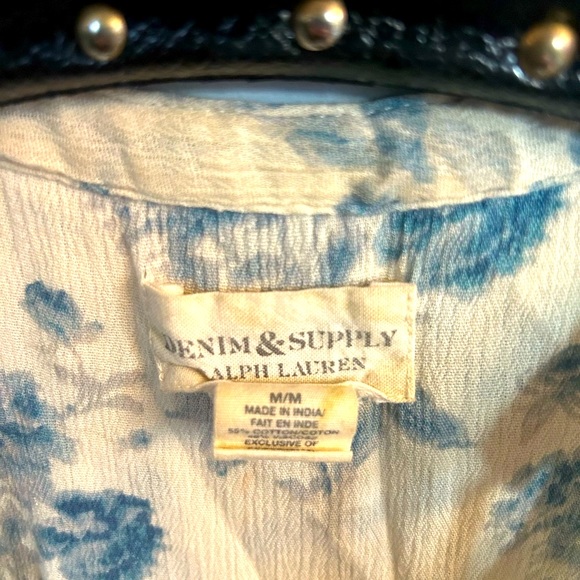 DENIM & SUPPLY
RALPH LAUREN
M/M
MADE IN INDIA/
FAIT EN INDE
55% COTTON/COTON
EXCLUSIVE OF